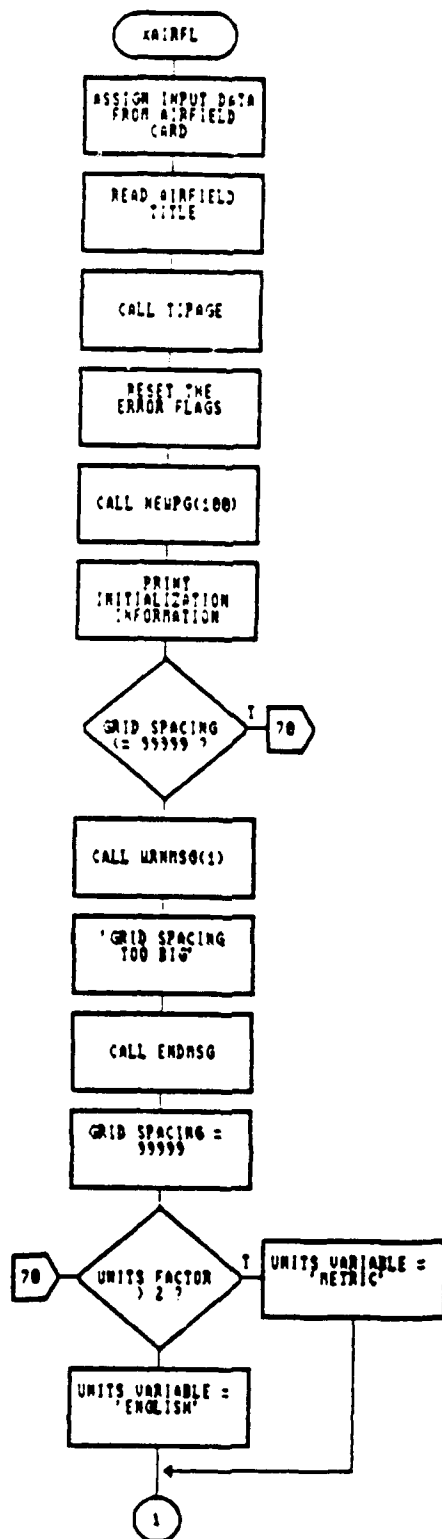 XAIRFL
ASSIGN INPUT DATA
FROM AIRFIELD
CARD
READ AIRFIELD
TITLE
CALL TIPAGE
RESET THE
ERROR FLAGS
CALL NEWPG(100)
PRINT
INITIALIZATION
INFORMATION
GRID SPACING
<= 99999 ?
T
70
CALL WRNMSG(1)
'GRID SPACING
TOO BIG'
CALL ENDMSG
GRID SPACING =
99999
70
UNITS FACTOR
> 2 ?
T
UNITS VARIABLE =
'METRIC'
UNITS VARIABLE =
'ENGLISH'
1